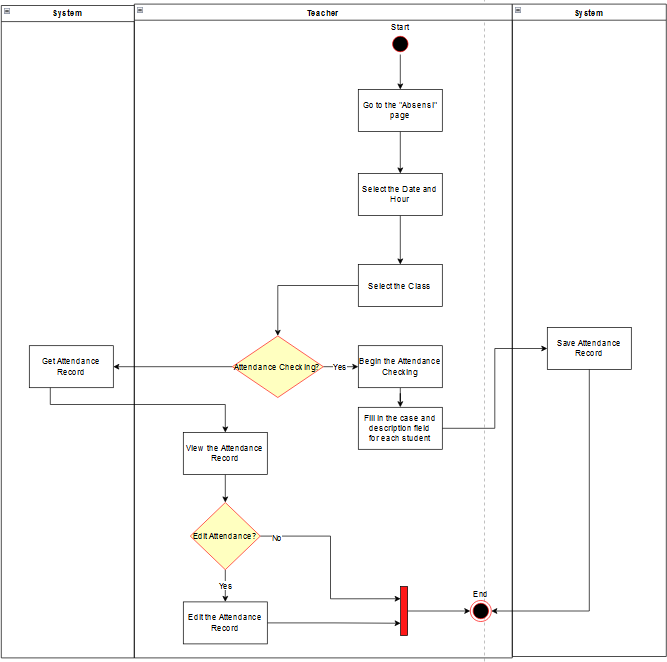 System
Teacher
System
Start
Go to the "Absensi"
page
Select the Date and
Hour
Select the Class
Attendance Checking?
Yes
Begin the Attendance
Checking
Get Attendance
Record
Save Attendance
Record
Fill in the case and
description field
for each student
View the Attendance
Record
Edit Attendance?
No
Yes
Edit the Attendance
Record
End